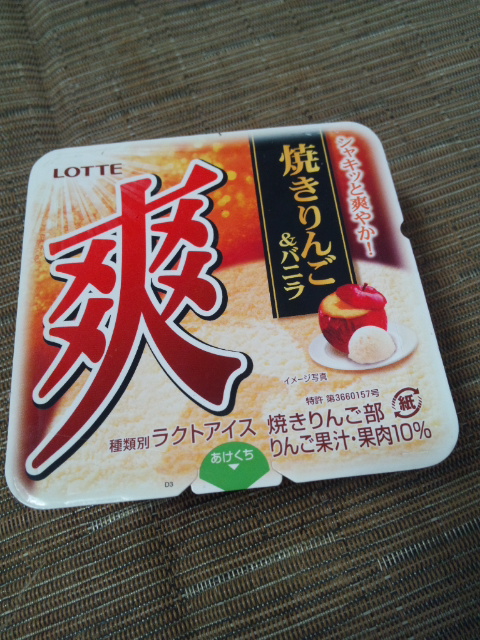 LOTTE
爽
焼きりんご
&バニラ
シャキッと爽やか!
イメージ写真
特許 第3660157号
種類別 ラクトアイス
焼きりんご部
りんご果汁・果肉10%
紙
あけくち
D3